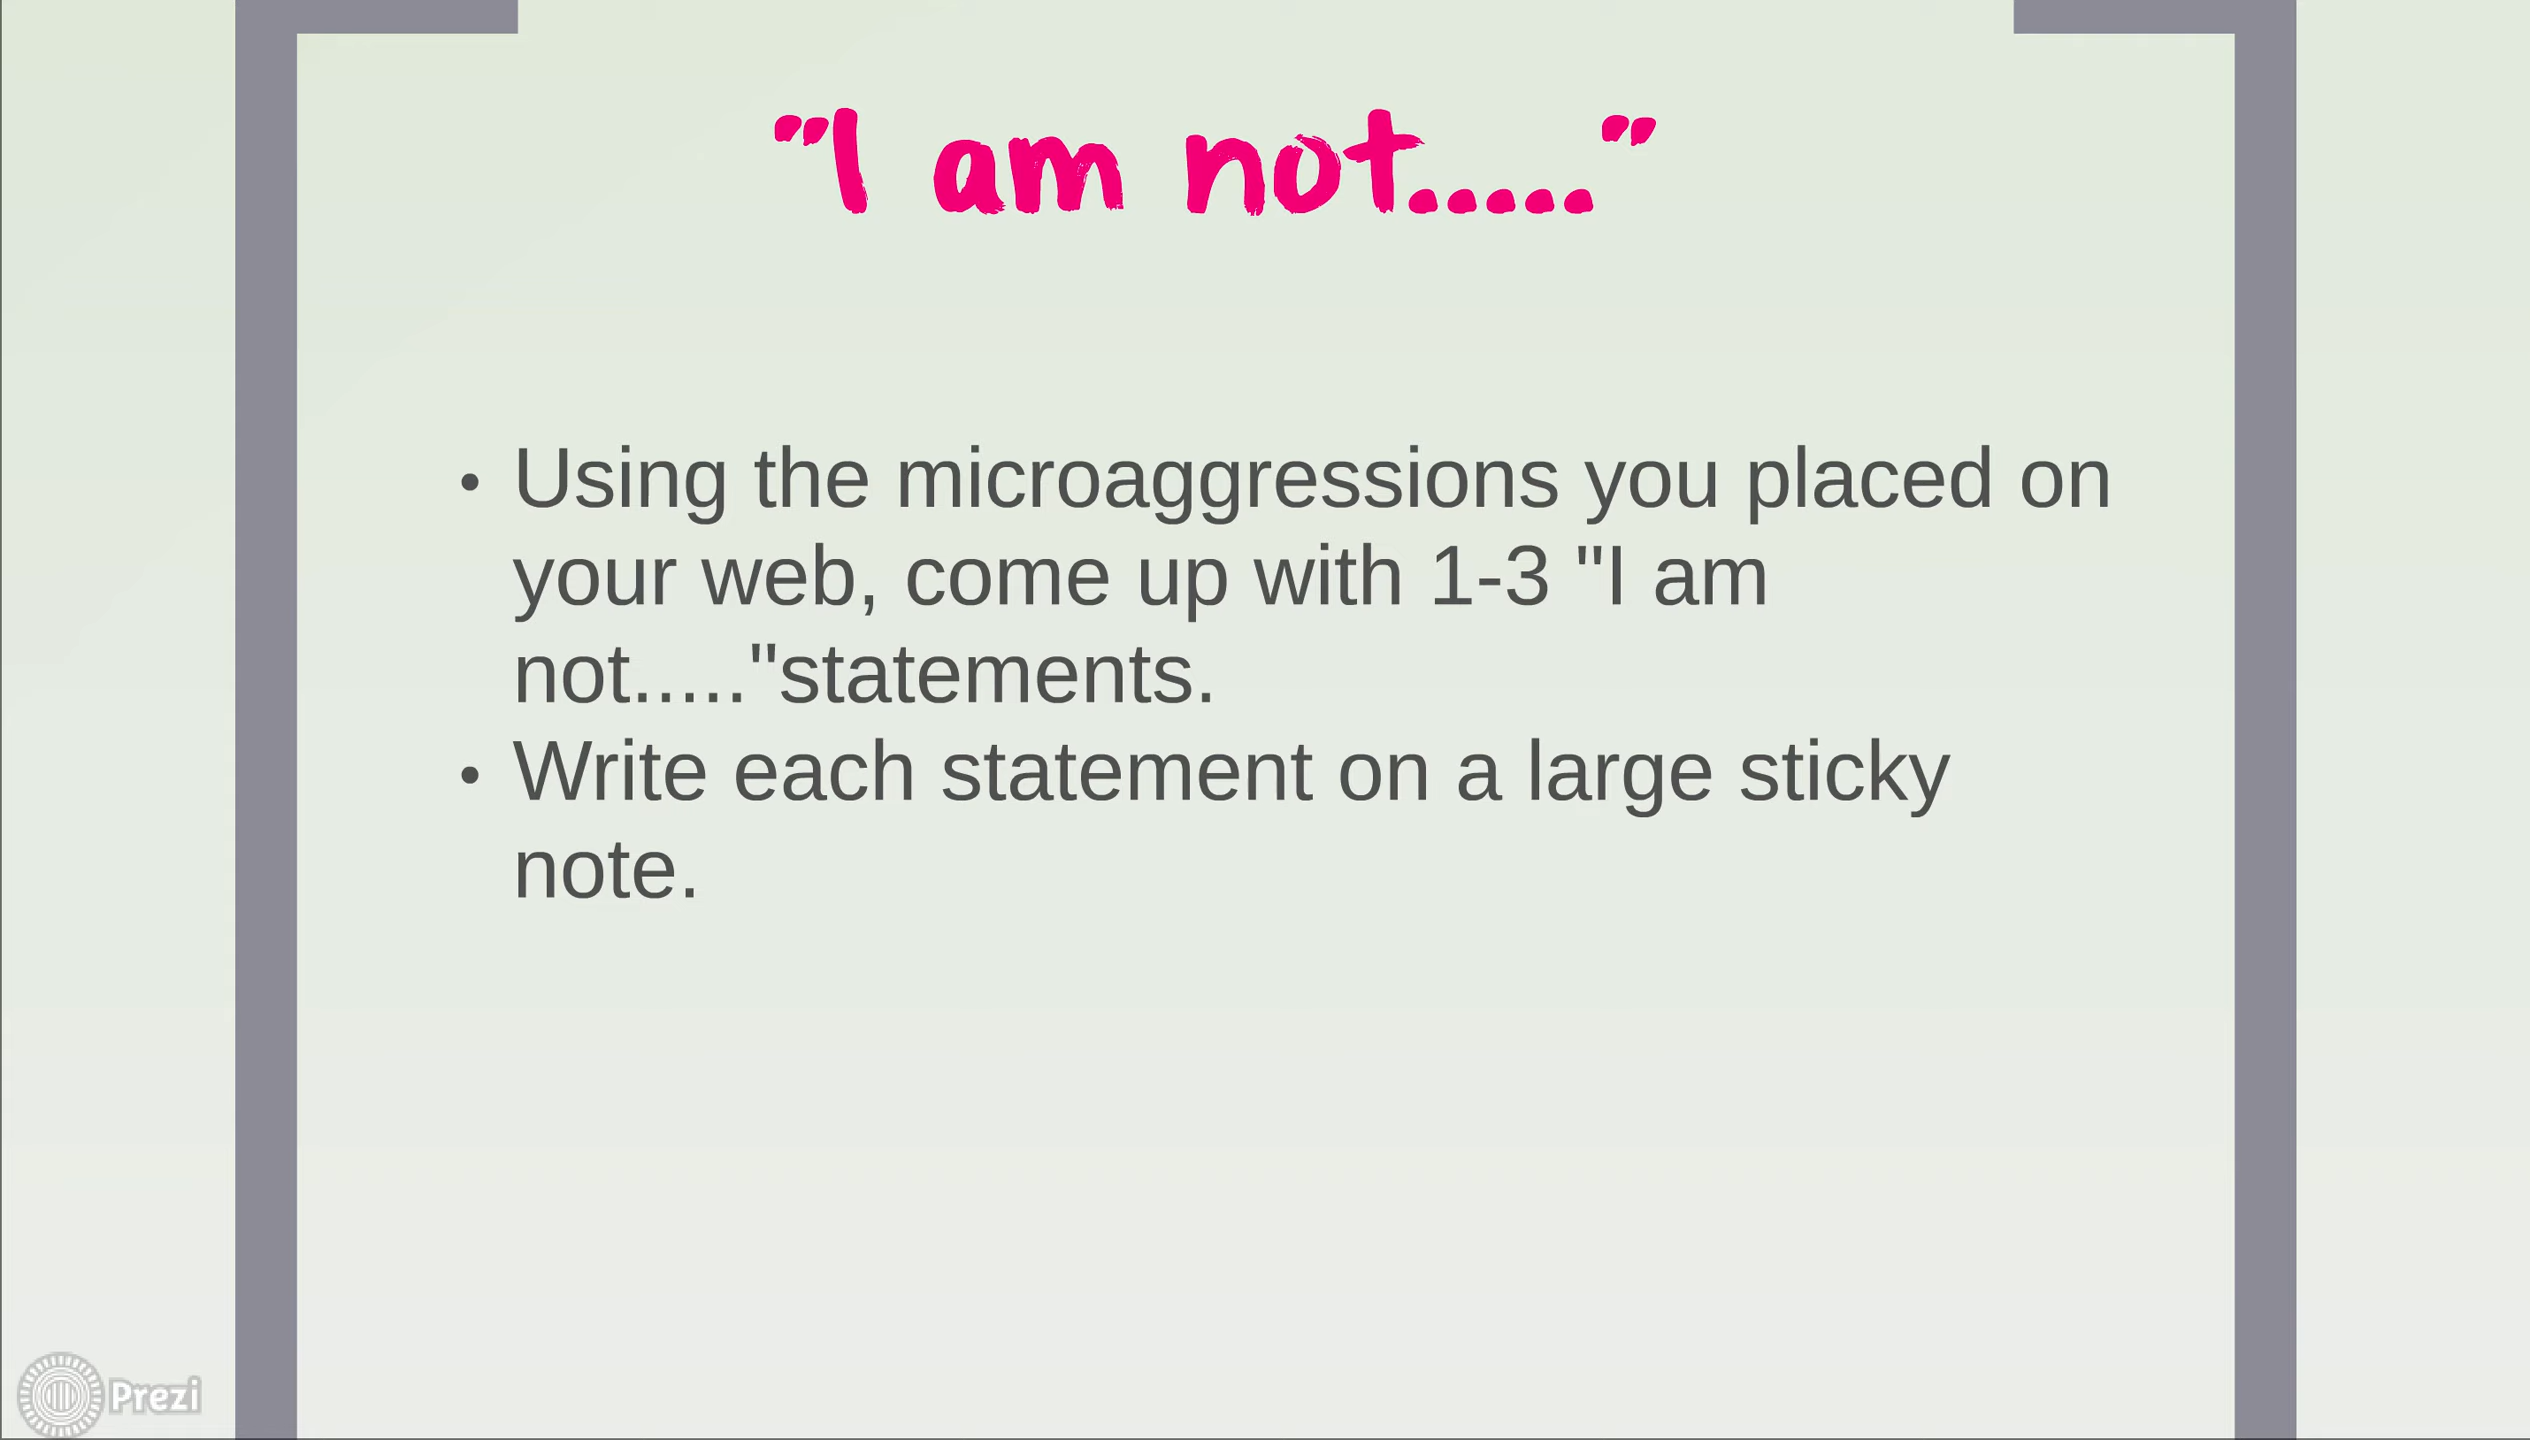 "I am not....."
• Using the microaggressions you placed on
your web, come up with 1-3 "I am
not....."statements.
• Write each statement on a large sticky
note.
Prezi